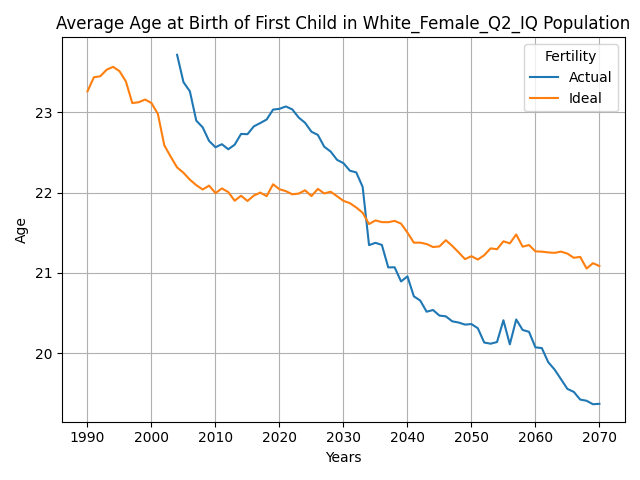 Average Age at Birth of First Child in White_Female_Q2_IQ Population
Fertility
Actual
Ideal
Age
23
22
21
20
1990 2000 2010 2020 2030 2040 2050 2060 2070
Years